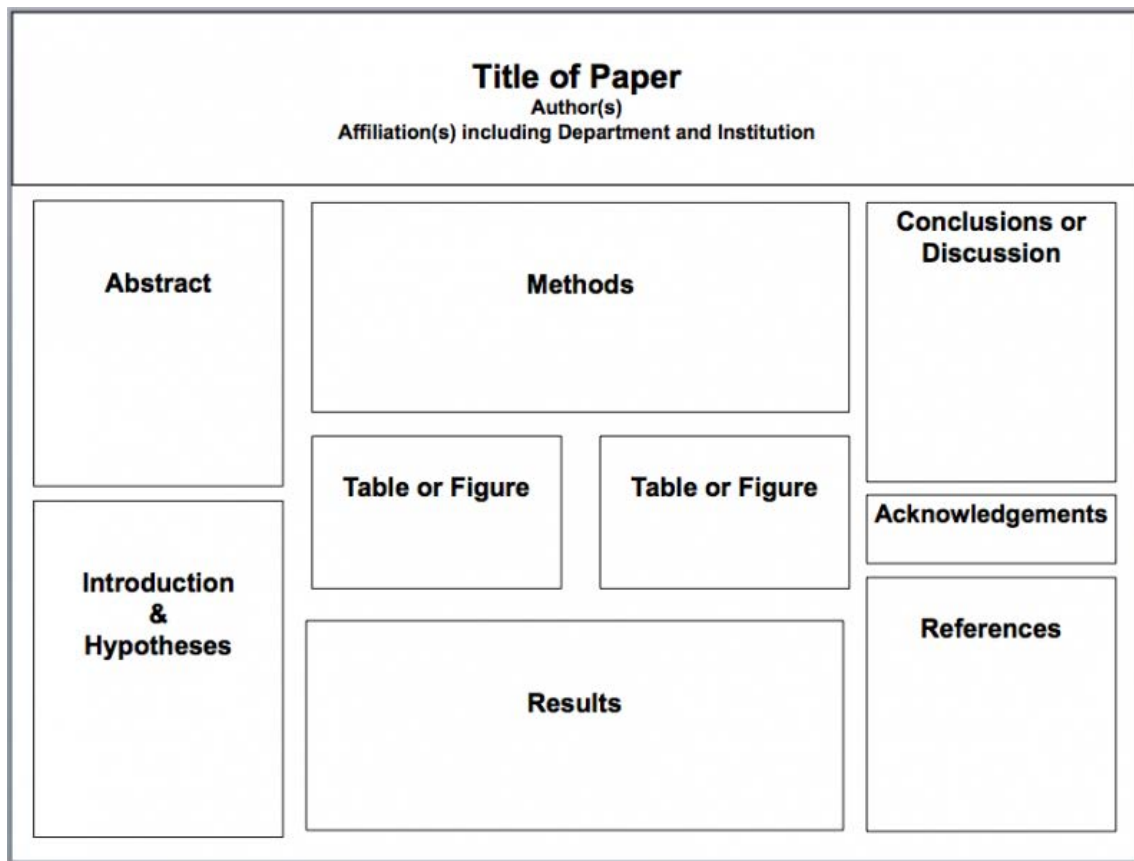 Title of Paper
Author(s)
Affiliation(s) including Department and Institution
Abstract
Introduction
&
Hypotheses
Methods
Table or Figure
Table or Figure
Results
Conclusions or
Discussion
Acknowledgements
References